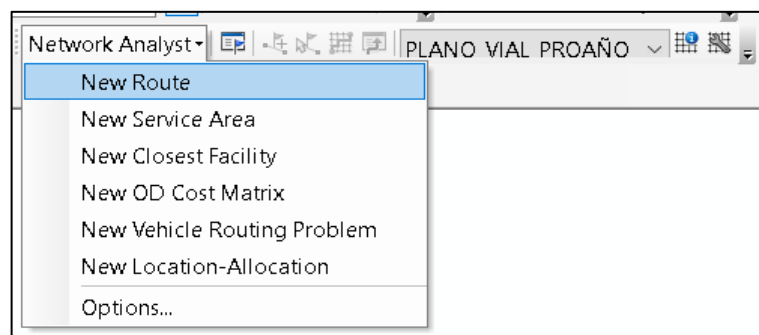 Network Analyst PLANO VIAL PROAÑO
New Route
New Service Area
New Closest Facility
New OD Cost Matrix
New Vehicle Routing Problem
New Location-Allocation
Options...